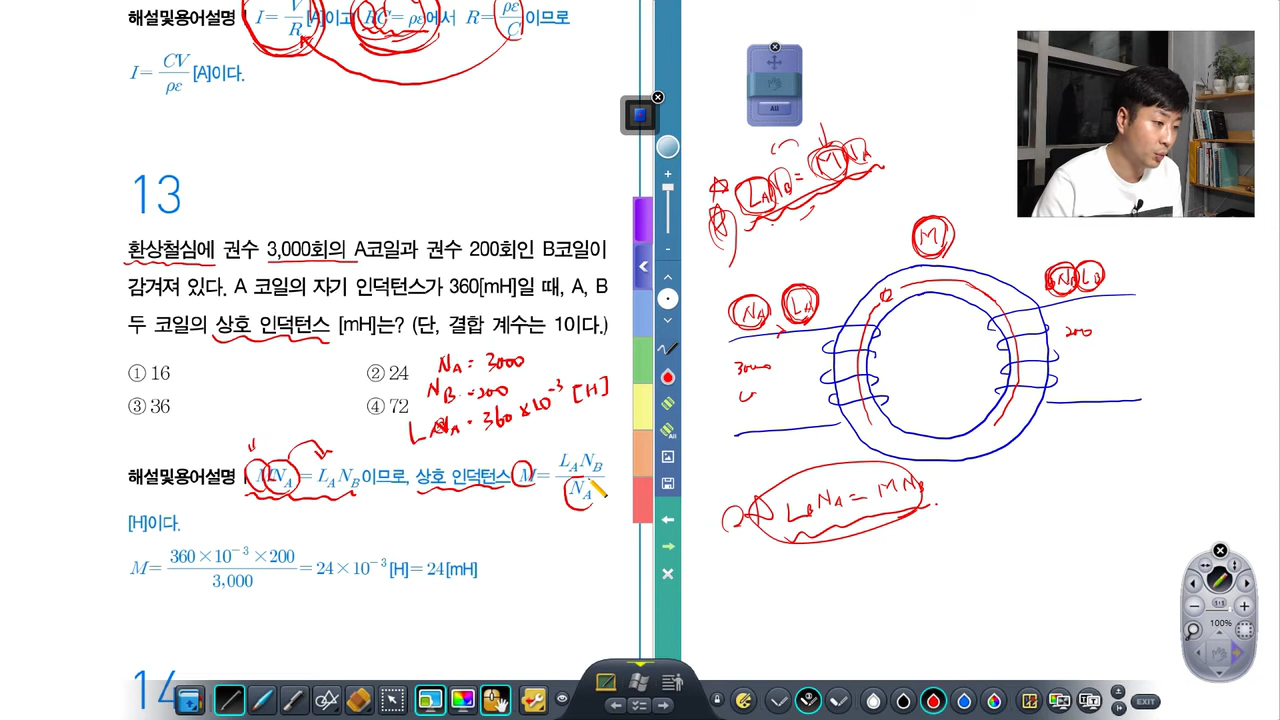 해설및용어설명 | I= V/R [A]이고 RC=ρε에서 R= ρε/C 이므로
I= CV/ρε [A]이다.
13
환상철심에 권수 3,000회의 A코일과 권수 200회인 B코일이
감겨져 있다. A 코일의 자기 인덕턴스가 360[mH]일 때, A, B
두 코일의 상호 인덕턴스 [mH]는? (단, 결합 계수는 1이다.)
① 16
② 24
③ 36
④ 72
N_A = 3000
N_B = 200
L_A = 360×10⁻³ [H]
해설및용어설명 | MN_A = L_A N_B 이므로, 상호 인덕턴스 M= L_A N_B/N_A
[H]이다.
M= 360×10⁻³×200/3,000 =24×10⁻³[H]=24[mH]
14
All
L_A N_B = M N_A
M
N_A L_A
N_B L_B
3000
200
L_B N_A = M N_B
All
1:1
100%
EXIT